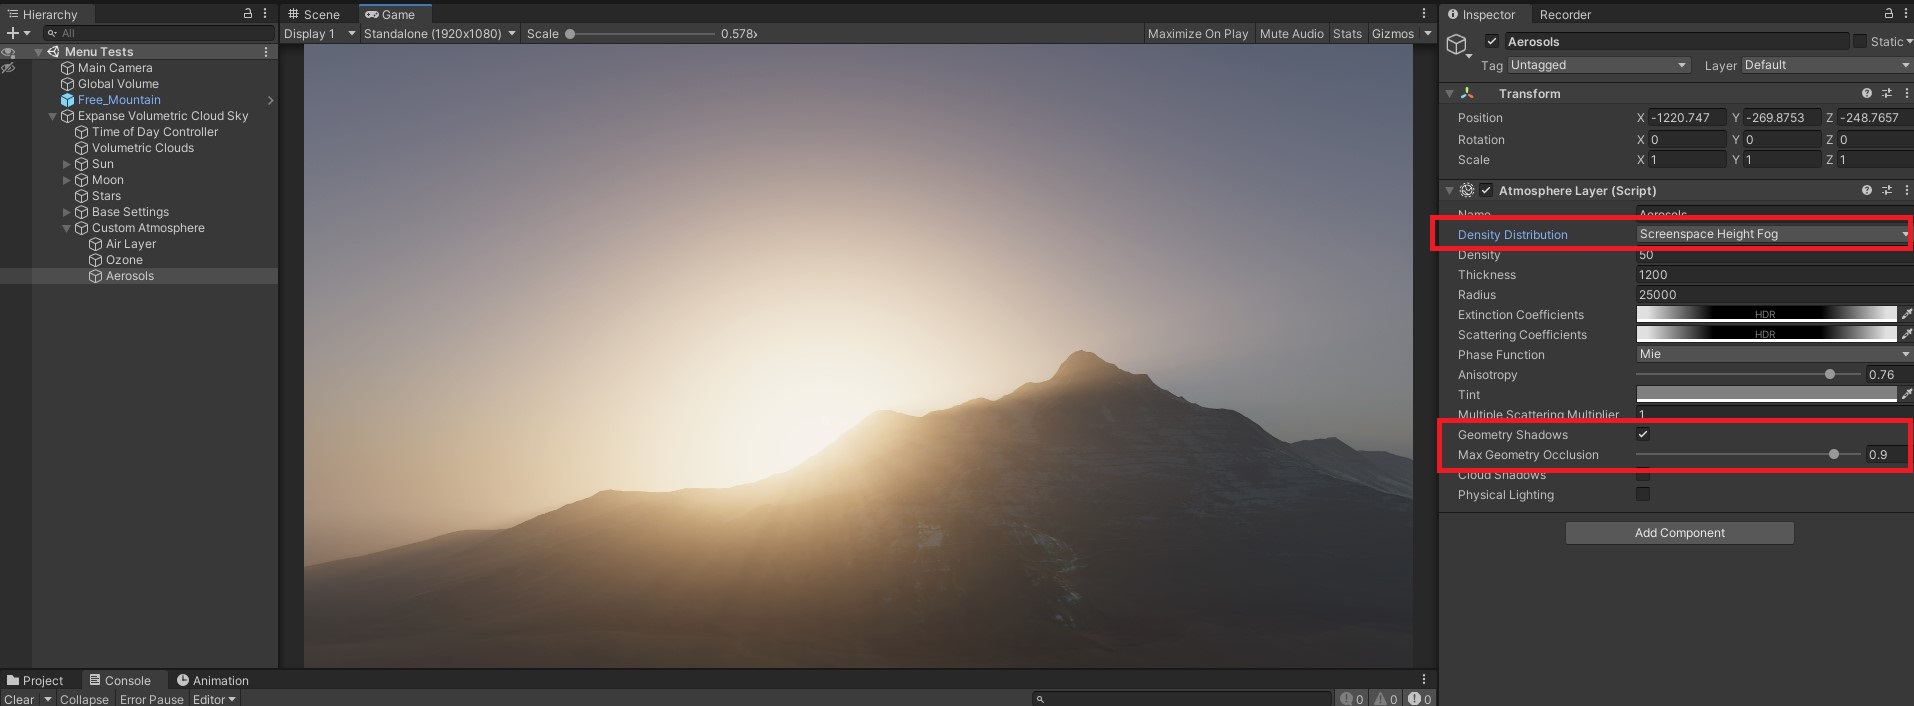 Hierarchy
All
Menu Tests
Main Camera
Global Volume
Free_Mountain
Expanse Volumetric Cloud Sky
Time of Day Controller
Volumetric Clouds
Sun
Moon
Stars
Base Settings
Custom Atmosphere
Air Layer
Ozone
Aerosols
Scene Game
Display 1 Standalone (1920x1080) Scale 0.578x Maximize On Play Mute Audio Stats Gizmos
Inspector Recorder
Aerosols Static
Tag Untagged Layer Default
Transform
Position X -1220.747 Y -269.8753 Z -248.7657
Rotation X 0 Y 0 Z 0
Scale X 1 Y 1 Z 1
Atmosphere Layer (Script)
Name Aerosols
Density Distribution Screenspace Height Fog
Density 50
Thickness 1200
Radius 25000
Extinction Coefficients HDR
Scattering Coefficients HDR
Phase Function Mie
Anisotropy 0.76
Tint
Multiple Scattering Multiplier 1
Geometry Shadows
Max Geometry Occlusion 0.9
Cloud Shadows
Physical Lighting
Add Component
Project Console Animation
Clear Collapse Error Pause Editor 0 0 0